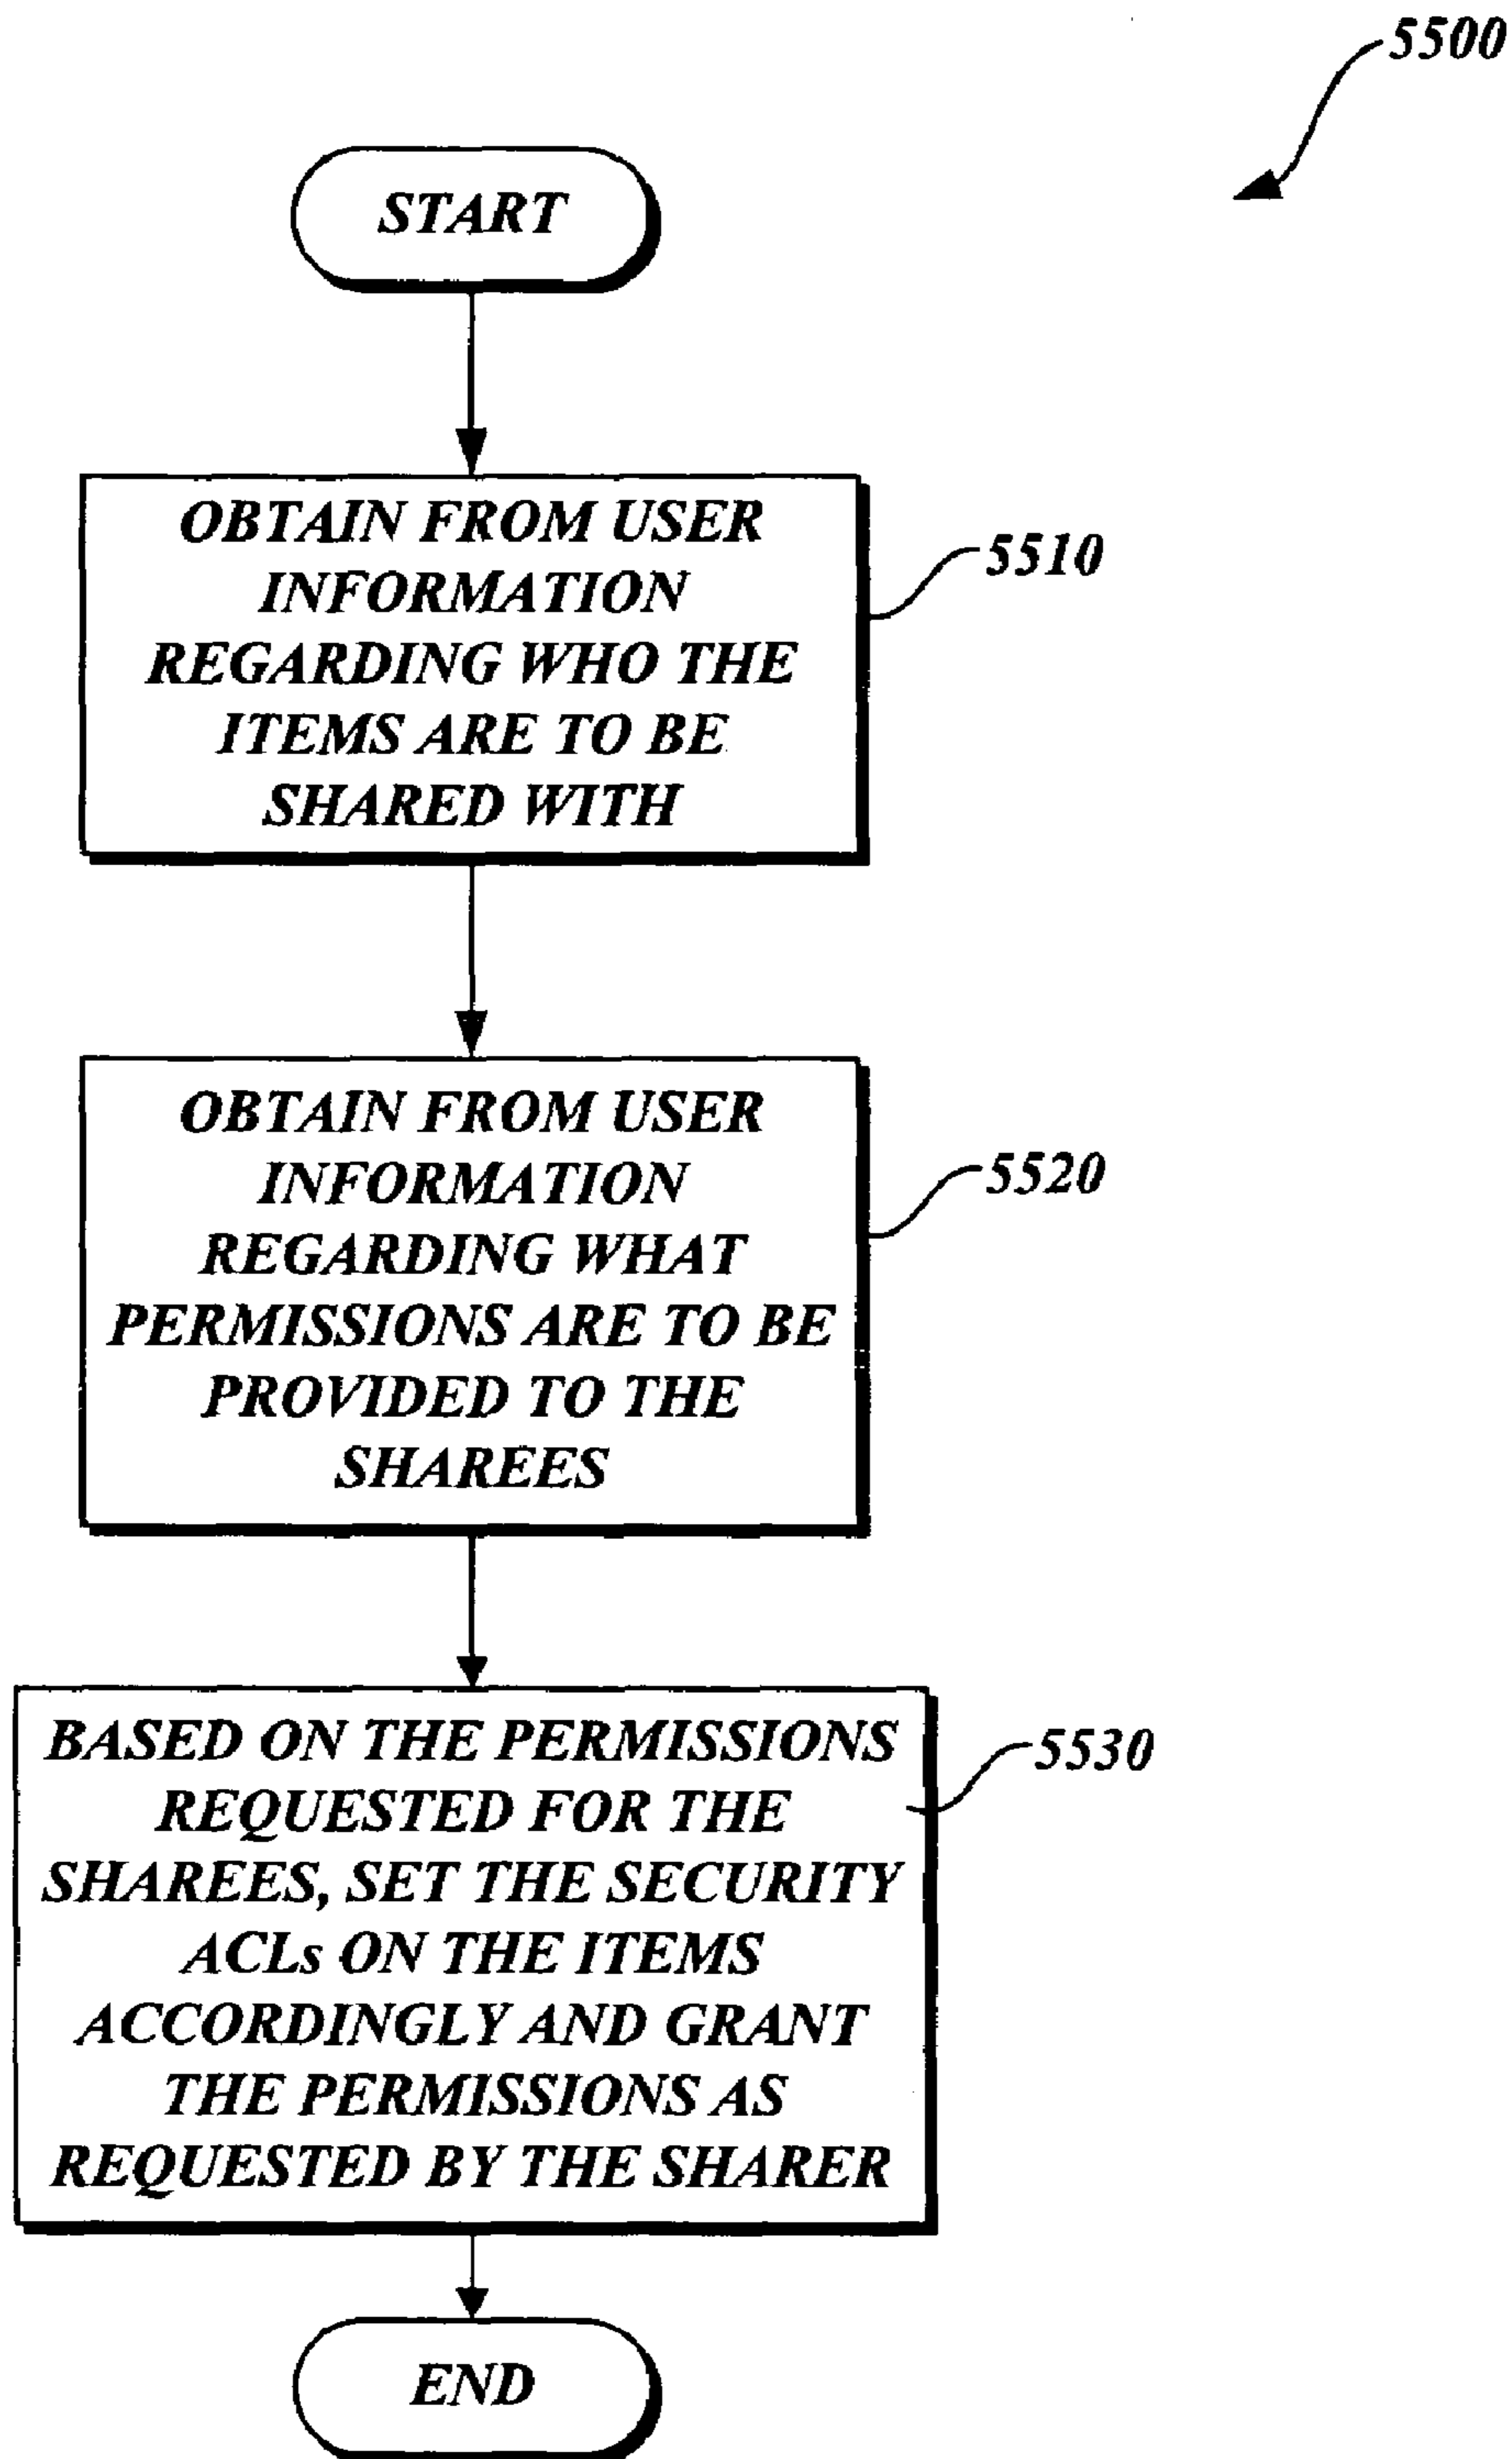 5500
START
OBTAIN FROM USER
INFORMATION
REGARDING WHO THE
ITEMS ARE TO BE
SHARED WITH
5510
OBTAIN FROM USER
INFORMATION
REGARDING WHAT
PERMISSIONS ARE TO BE
PROVIDED TO THE
SHAREES
5520
BASED ON THE PERMISSIONS
REQUESTED FOR THE
SHAREES, SET THE SECURITY
ACLs ON THE ITEMS
ACCORDINGLY AND GRANT
THE PERMISSIONS AS
REQUESTED BY THE SHARER
5530
END